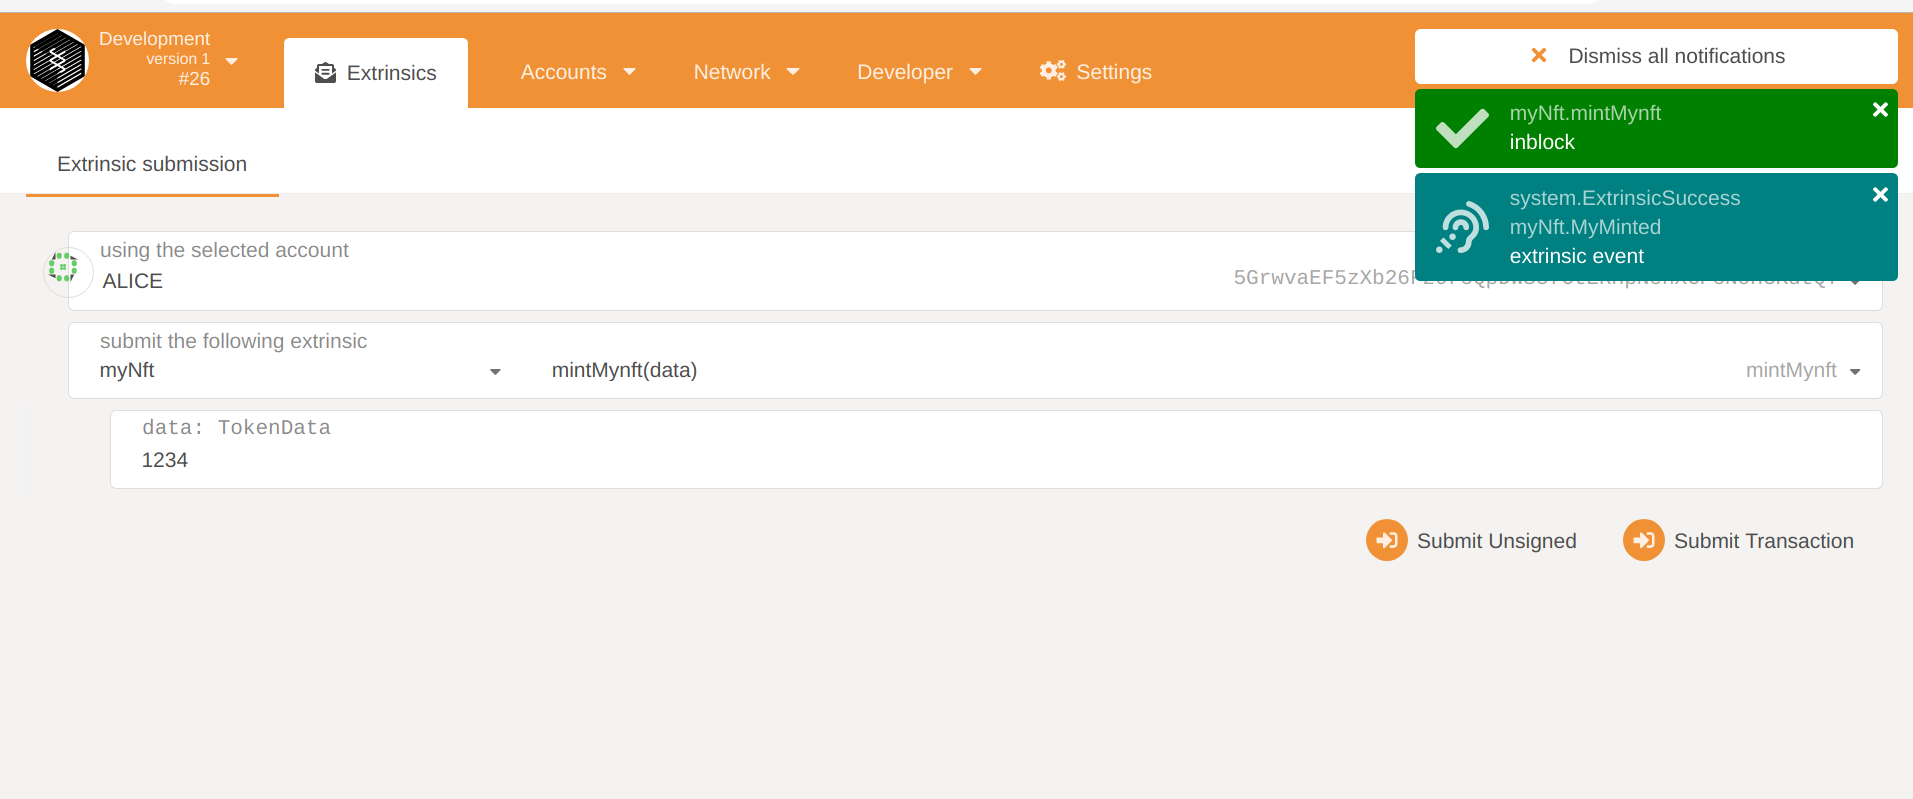 Development
version 1
#26
Extrinsics
Accounts
Network
Developer
Settings
Dismiss all notifications
myNft.mintMynft
inblock
system.ExtrinsicSuccess
myNft.MyMinted
extrinsic event
Extrinsic submission
using the selected account
ALICE
submit the following extrinsic
myNft
mintMynft(data)
mintMynft
data: TokenData
1234
Submit Unsigned
Submit Transaction